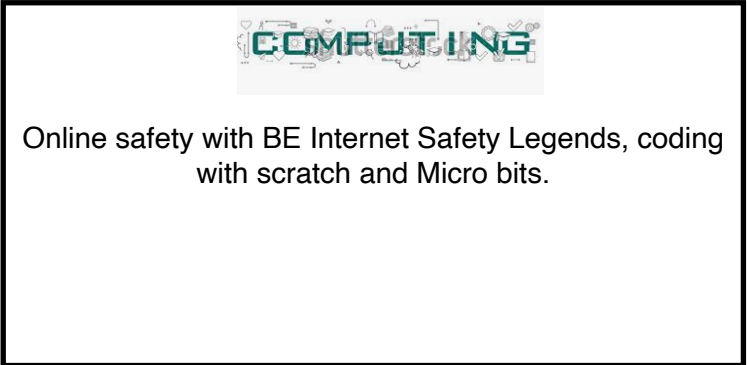 COMPUTING
Online safety with BE Internet Safety Legends, coding
with scratch and Micro bits.